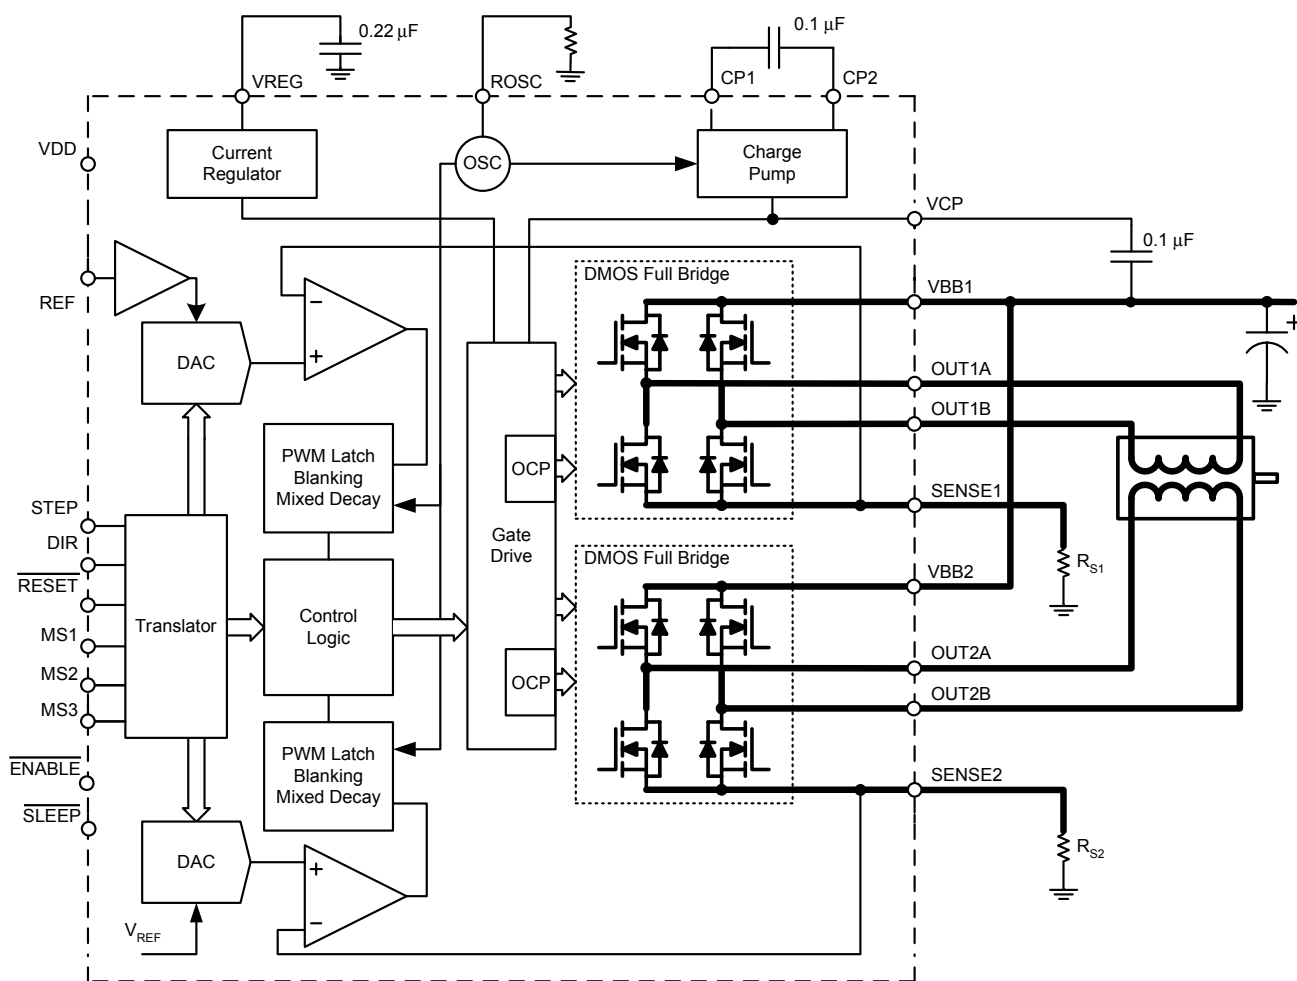 0.22 µF
0.1 µF
VREG
ROSC
CP1
CP2
VDD
Current
Regulator
OSC
Charge
Pump
VCP
0.1 µF
REF
DMOS Full Bridge
VBB1
+
−
+
DAC
OUT1A
OUT1B
PWM Latch
Blanking
Mixed Decay
OCP
SENSE1
STEP
DIR
RESET
MS1
MS2
MS3
Translator
Control
Logic
Gate
Drive
DMOS Full Bridge
RS1
VBB2
OUT2A
OCP
OUT2B
PWM Latch
Blanking
Mixed Decay
ENABLE
SLEEP
SENSE2
DAC
+
−
RS2
VREF